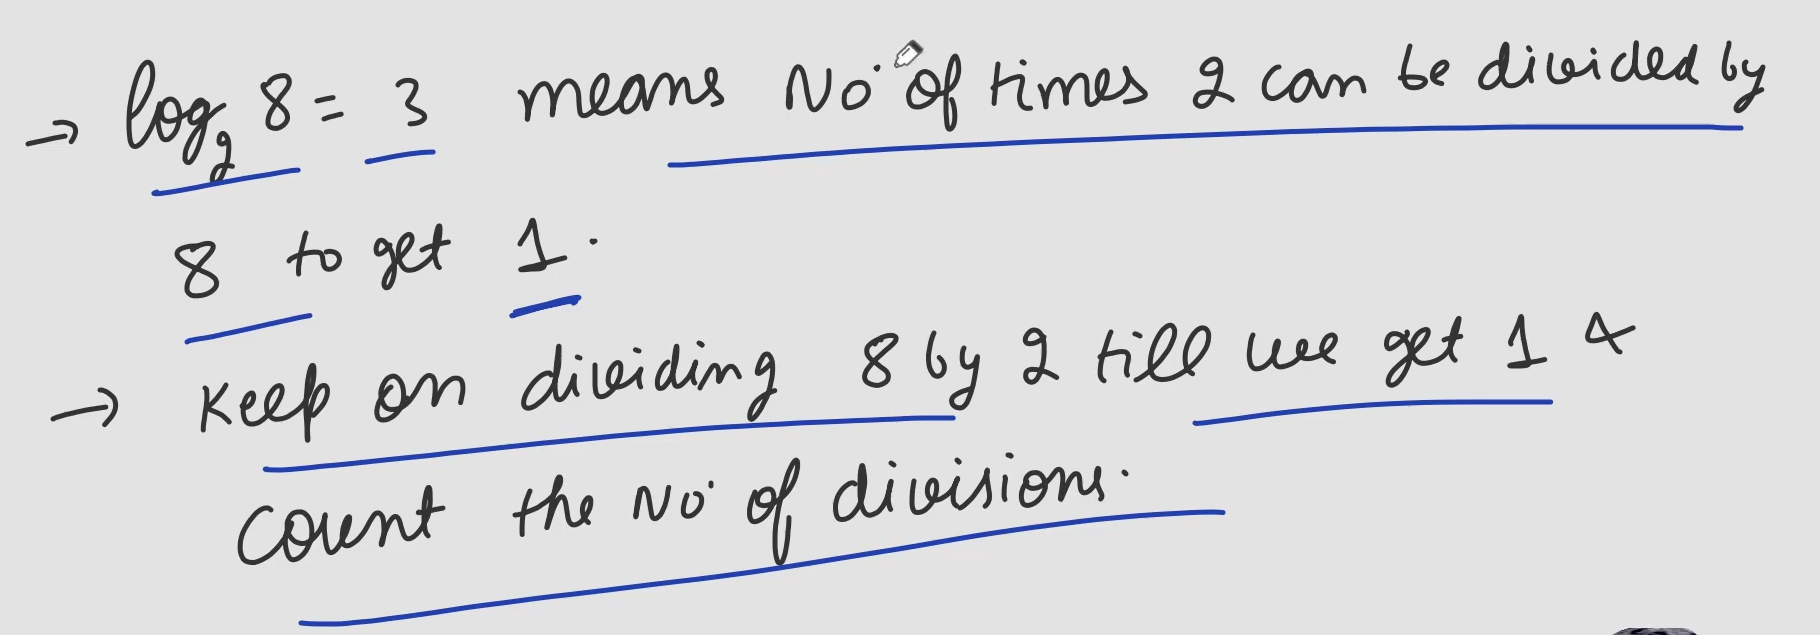 → log₂ 8 = 3 means No. of times 2 can be divided by
8 to get 1.
→ Keep on dividing 8 by 2 till we get 1 &
count the No. of divisions.